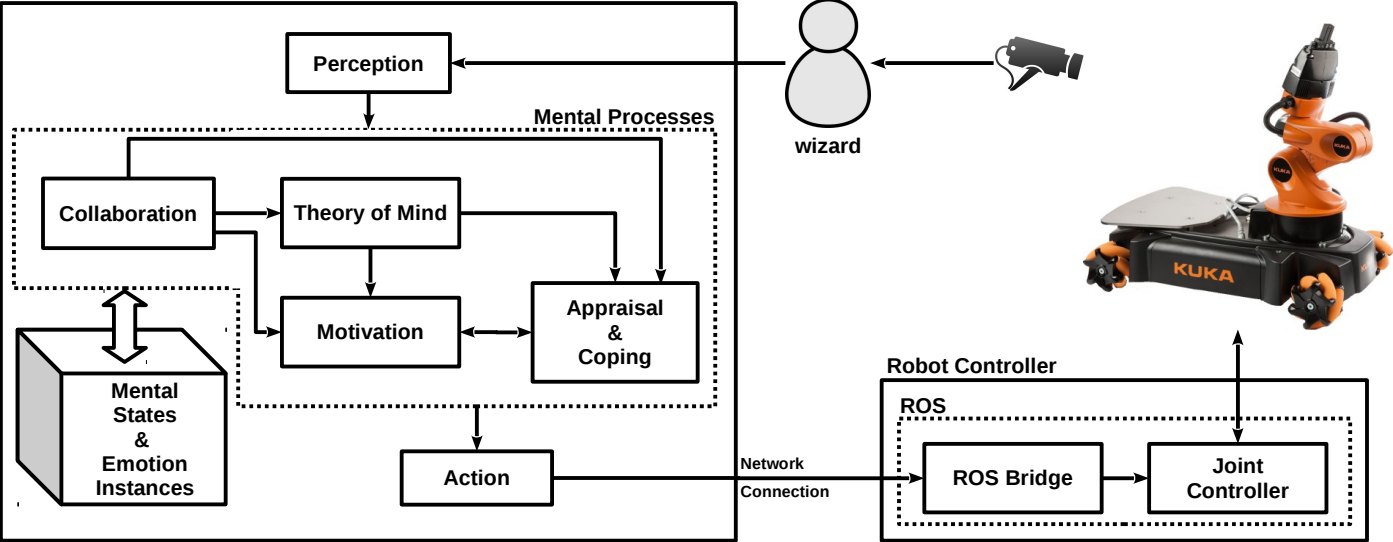 Perception
Mental Processes
wizard
Collaboration
Theory of Mind
Motivation
Appraisal
&
Coping
Mental
States
&
Emotion
Instances
Action
Network
Connection
KUKA
KUKA
KUKA
Robot Controller
ROS
ROS Bridge
Joint
Controller